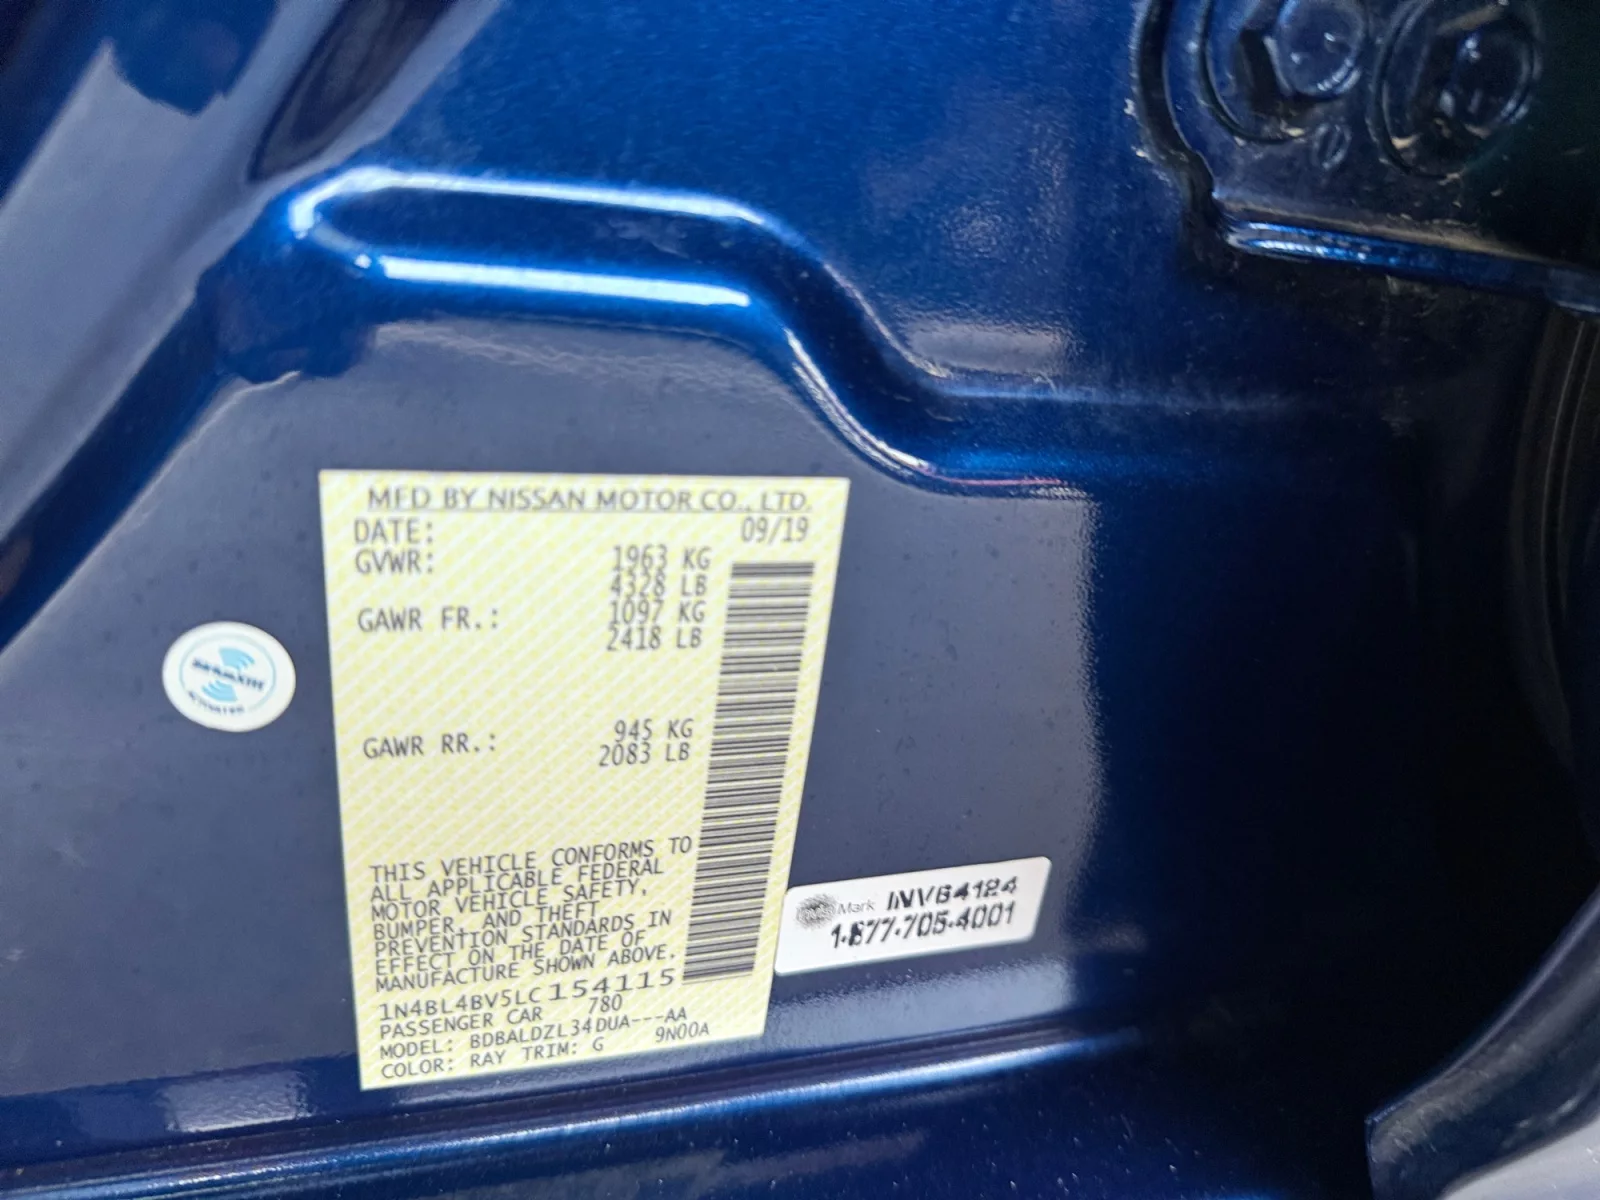 MFD BY NISSAN MOTOR CO., LTD.
DATE: 09/19
GVWR: 1963 KG
4328 LB
GAWR FR.: 1097 KG
2418 LB
GAWR RR.: 945 KG
2083 LB
THIS VEHICLE CONFORMS TO
ALL APPLICABLE FEDERAL
MOTOR VEHICLE SAFETY,
BUMPER, AND THEFT
PREVENTION STANDARDS IN
EFFECT ON THE DATE OF
MANUFACTURE SHOWN ABOVE.
1N4BL4BV5LC154115
PASSENGER CAR 780
MODEL: BDBALDZL34DUA---AA
COLOR: RAY TRIM: G 9N00A
Mark INV64124
1-877-705-4001
ACTIVATED